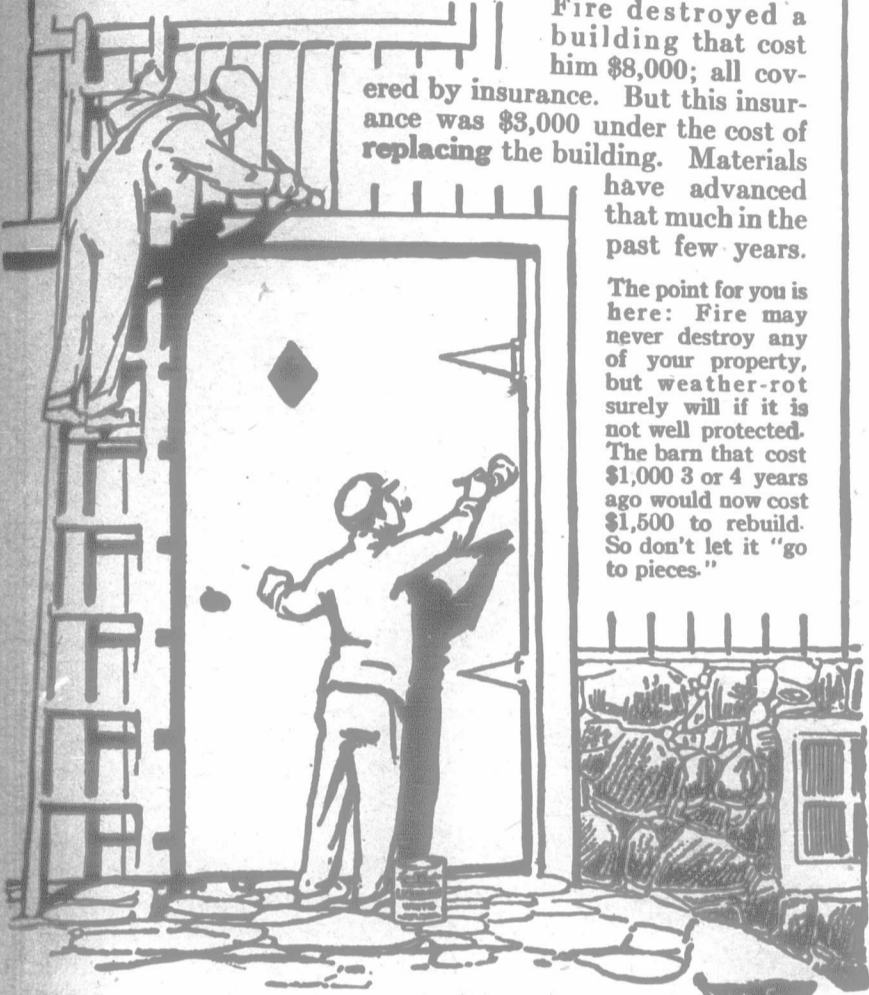 Fire destroyed a
building that cost
him $8,000; all cov-
ered by insurance. But this insur-
ance was $3,000 under the cost of
replacing the building. Materials
have advanced
that much in the
past few years.
The point for you is
here: Fire may
never destroy any
of your property,
but weather-rot
surely will if it is
not well protected.
The barn that cost
$1,000 3 or 4 years
ago would now cost
$1,500 to rebuild.
So don't let it "go
to pieces."